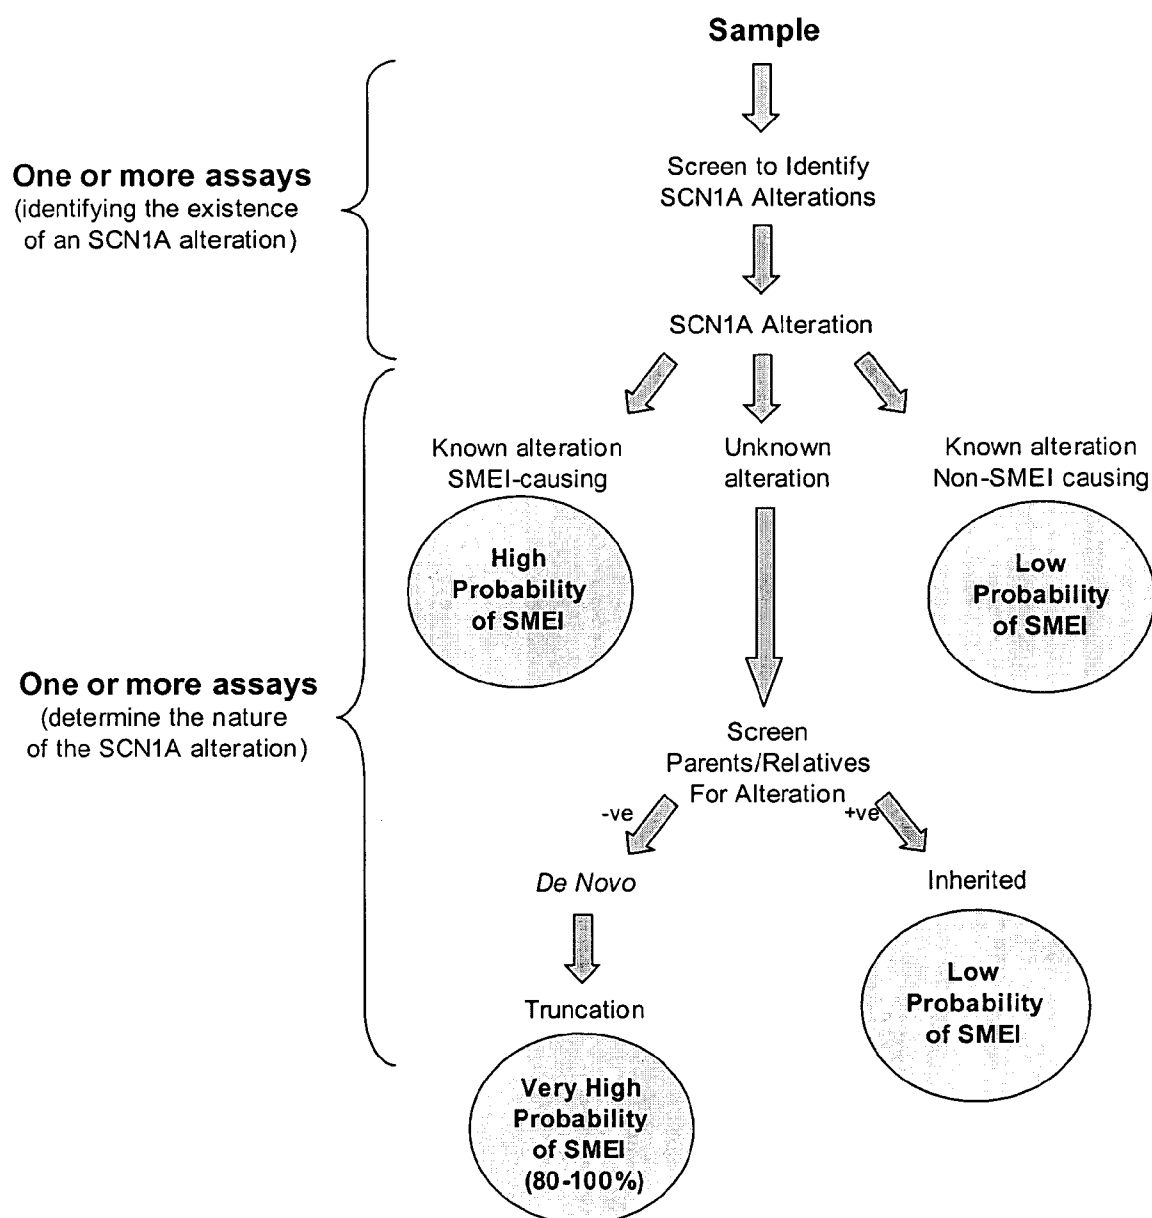 Sample
One or more assays
(identifying the existence
of an SCN1A alteration)
Screen to Identify
SCN1A Alterations
SCN1A Alteration
Known alteration
SMEI-causing
Unknown
alteration
Known alteration
Non-SMEI causing
High
Probability
of SMEI
Low
Probability
of SMEI
One or more assays
(determine the nature
of the SCN1A alteration)
Screen
Parents/Relatives
For Alteration
-ve
+ve
De Novo
Inherited
Truncation
Low
Probability
of SMEI
Very High
Probability
of SMEI
(80-100%)